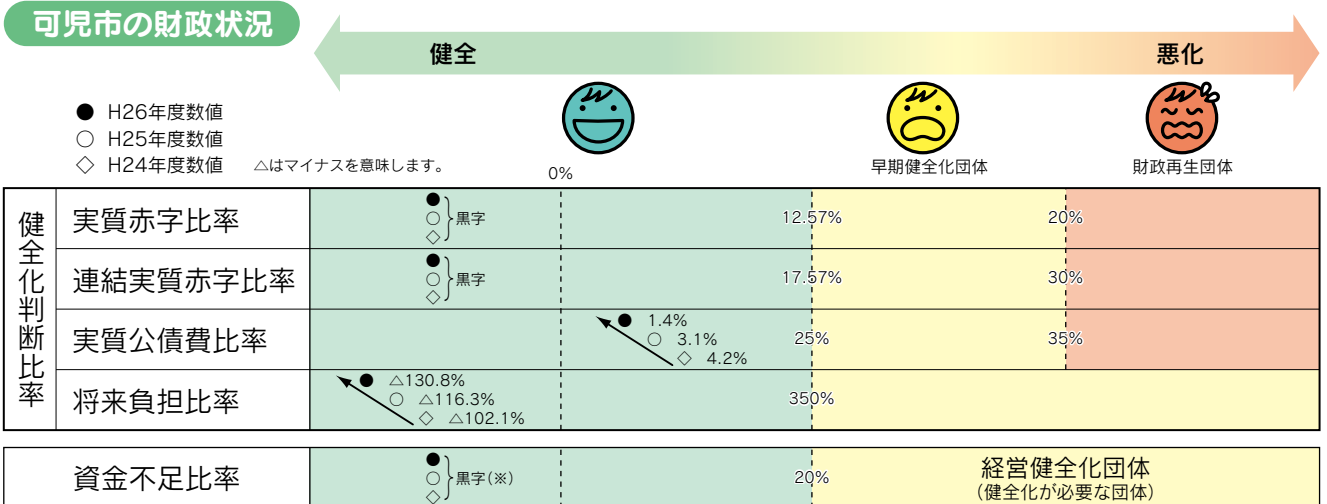 可児市の財政状況
健全
悪化
● H26年度数値
○ H25年度数値
◇ H24年度数値
△はマイナスを意味します。
0%
早期健全化団体
財政再生団体
健全化判断比率
実質赤字比率
黒字
12.57%
20%
連結実質赤字比率
黒字
17.57%
30%
実質公債費比率
● 1.4%
○ 3.1%
◇ 4.2%
25%
35%
将来負担比率
● △130.8%
○ △116.3%
◇ △102.1%
350%
資金不足比率
黒字(※)
20%
経営健全化団体
(健全化が必要な団体)